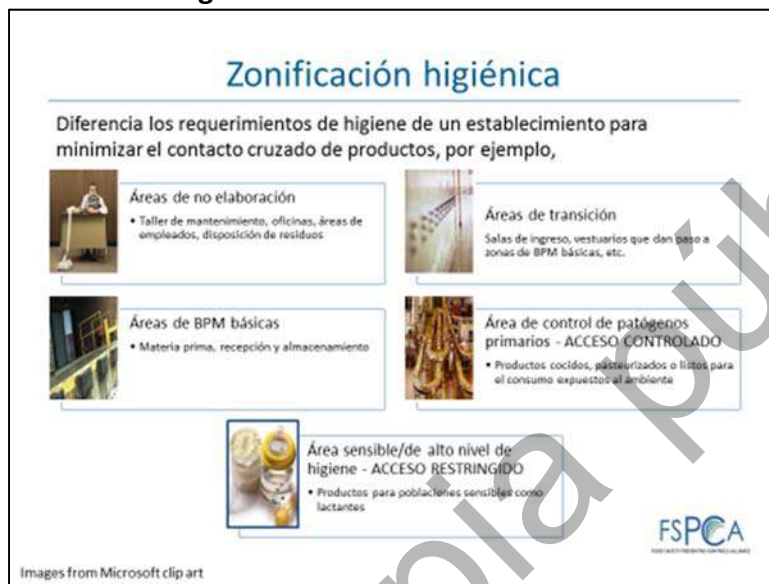 Zonificación higiénica
Diferencia los requerimientos de higiene de un establecimiento para
minimizar el contacto cruzado de productos, por ejemplo,
Áreas de no elaboración
• Taller de mantenimiento, oficinas, áreas de
empleados, disposición de residuos
Áreas de transición
Salas de ingreso, vestuarios que dan paso a
zonas de BPM básicas, etc.
Áreas de BPM básicas
• Materia prima, recepción y almacenamiento
Área de control de patógenos
primarios - ACCESO CONTROLADO
• Productos cocidos, pasteurizados o listos para
el consumo expuestos al ambiente
Área sensible/de alto nivel de
higiene - ACCESO RESTRINGIDO
• Productos para poblaciones sensibles como
lactantes
FSPCA
Images from Microsoft clip art